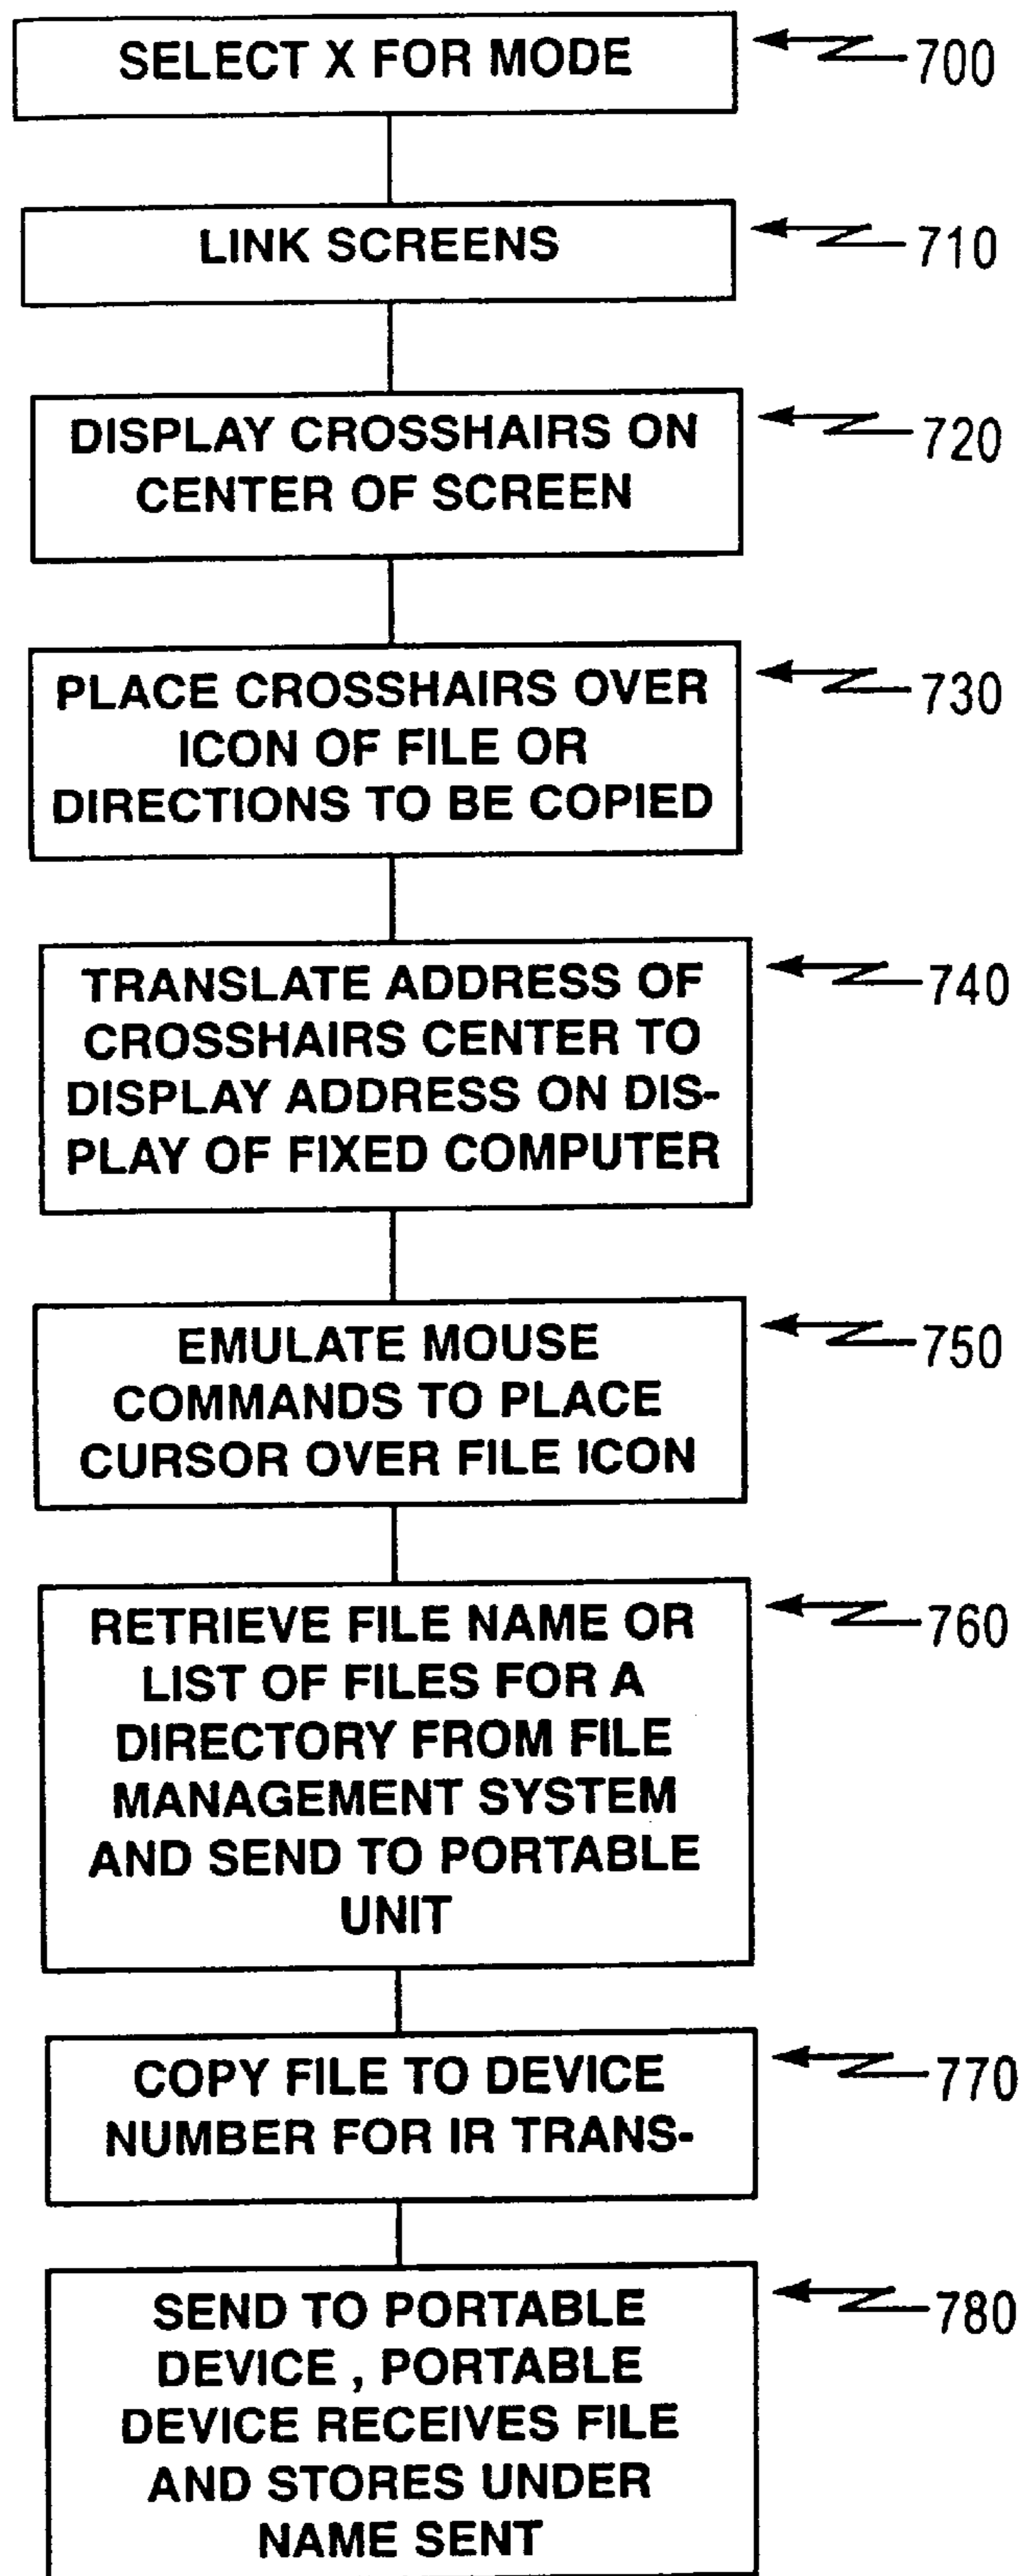 SELECT X FOR MODE
700
LINK SCREENS
710
DISPLAY CROSSHAIRS ON
CENTER OF SCREEN
720
PLACE CROSSHAIRS OVER
ICON OF FILE OR
DIRECTIONS TO BE COPIED
730
TRANSLATE ADDRESS OF
CROSSHAIRS CENTER TO
DISPLAY ADDRESS ON DIS-
PLAY OF FIXED COMPUTER
740
EMULATE MOUSE
COMMANDS TO PLACE
CURSOR OVER FILE ICON
750
RETRIEVE FILE NAME OR
LIST OF FILES FOR A
DIRECTORY FROM FILE
MANAGEMENT SYSTEM
AND SEND TO PORTABLE
UNIT
760
COPY FILE TO DEVICE
NUMBER FOR IR TRANS-
770
SEND TO PORTABLE
DEVICE , PORTABLE
DEVICE RECEIVES FILE
AND STORES UNDER
NAME SENT
780